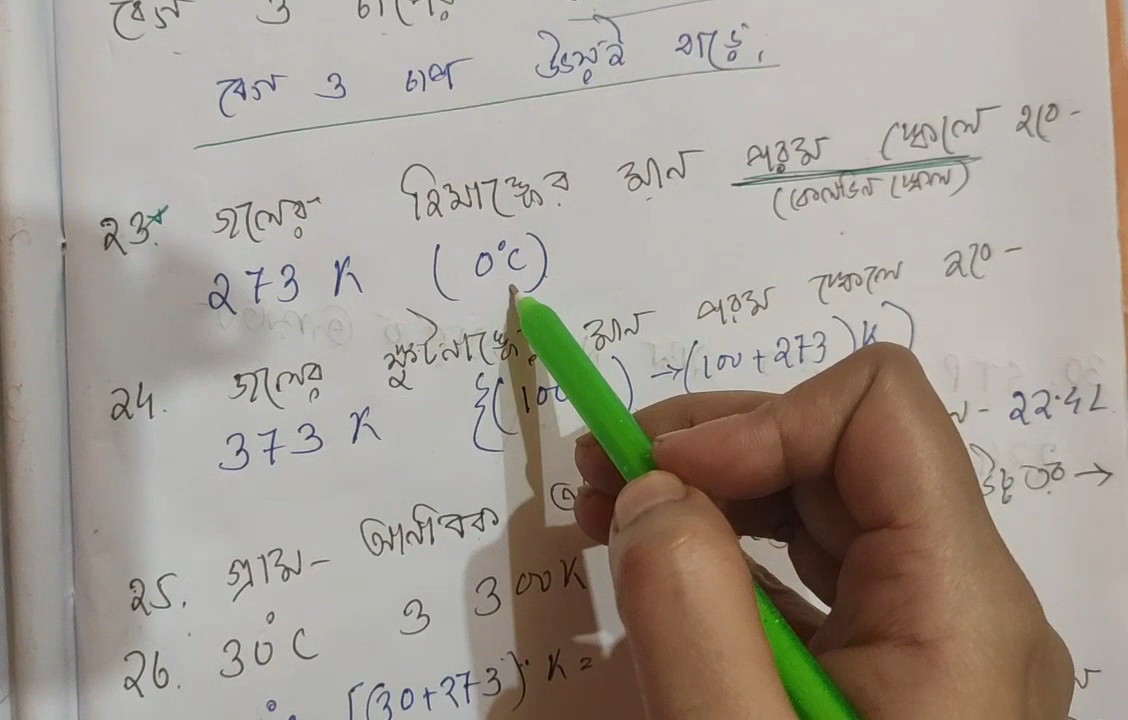 বেগ ও চাপের
বেগ ও চাপ উভয়ই বাড়ে.
23. জলের হিমাঙ্কের মান পরম স্কেলে হলো -
(কেলভিন স্কেল)
273 K (0°C)
24. জলের স্ফুটনাঙ্কের মান পরম স্কেলে হলো -
373 K {(100 ) → (100+273)K}
- 22.4L
25. গ্রাম- আনবিক →
26. 30°C ও 300K
[(30+273) K =